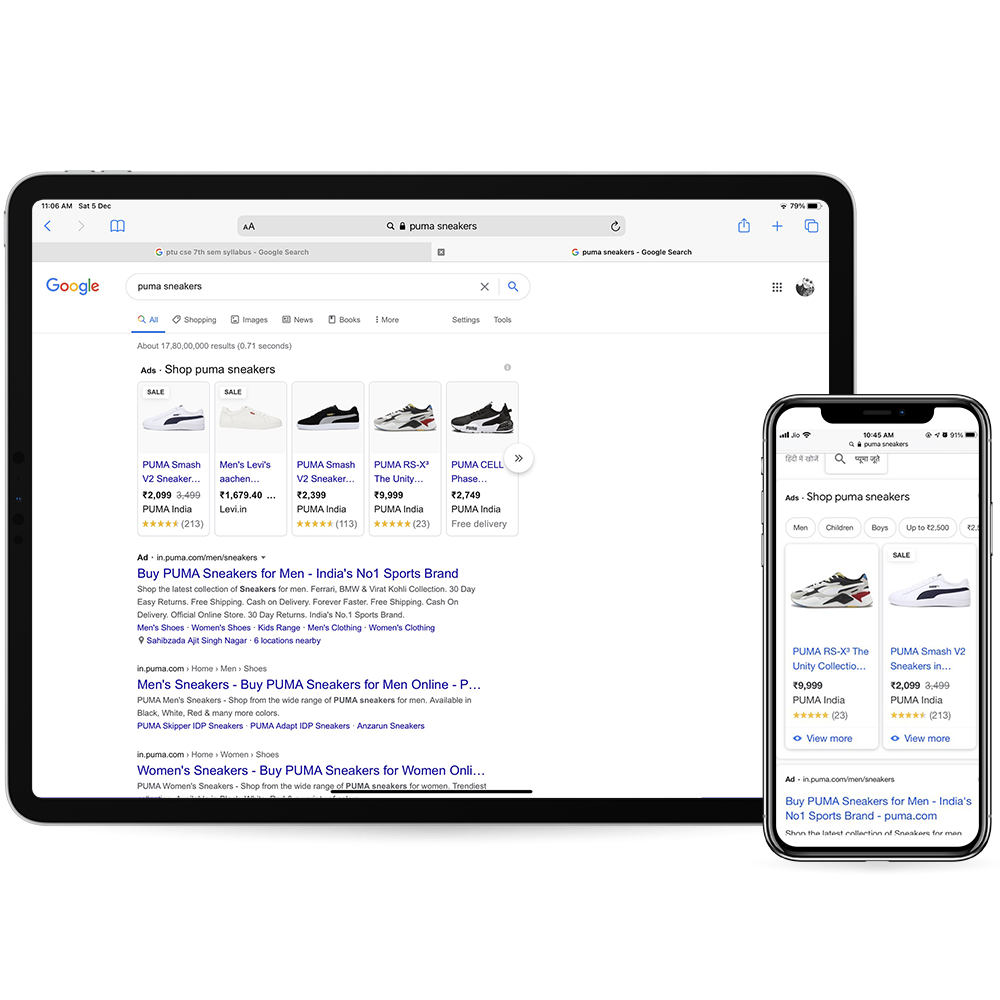 11:06 AM Sat 5 Dec
79%
AA
puma sneakers
ptu cse 7th sem syllabus - Google Search
puma sneakers - Google Search
Google
puma sneakers
All
Shopping
Images
News
Books
More
Settings
Tools
About 17,80,00,000 results (0.71 seconds)
Ads · Shop puma sneakers
SALE
PUMA Smash
V2 Sneaker...
₹2,099 3,499
PUMA India
(213)
SALE
Men's Levi's
aachen...
₹1,679.40 ...
Levi.in
PUMA Smash
V2 Sneaker...
₹2,399
PUMA India
(113)
PUMA RS-X³
The Unity...
₹9,999
PUMA India
(23)
PUMA CELL
Phase...
₹2,749
PUMA India
Free delivery
Ad · in.puma.com/men/sneakers
Buy PUMA Sneakers for Men - India's No1 Sports Brand
Shop the latest collection of Sneakers for men. Ferrari, BMW & Virat Kohli Collection. 30 Day
Easy Returns. Free Shipping. Cash on Delivery. Forever Faster. Free Shipping. Cash On
Delivery. Official Online Store. 30 Day Returns. India's No.1 Sports Brand.
Men's Shoes · Women's Shoes · Kids Range · Men's Clothing · Women's Clothing
Sahibzada Ajit Singh Nagar · 6 locations nearby
in.puma.com › Home › Men › Shoes
Men's Sneakers - Buy PUMA Sneakers for Men Online - P...
PUMA Men's Sneakers - Shop from the wide range of PUMA sneakers for men. Available in
Black, White, Red & many more colors.
PUMA Skipper IDP Sneakers · PUMA Adapt IDP Sneakers · Anzarun Sneakers
in.puma.com › Home › Women › Shoes
Women's Sneakers - Buy PUMA Sneakers for Women Onli...
PUMA Women's Sneakers - Shop from the wide range of PUMA sneakers for women. Trendiest
Jio
10:45 AM
91%
puma sneakers
हिंदी में खोजें
प्यूमा जूते
Ads · Shop puma sneakers
Men
Children
Boys
Up to ₹2,500
PUMA RS-X³ The
Unity Collectio...
₹9,999
PUMA India
(23)
View more
SALE
PUMA Smash V2
Sneakers in...
₹2,099 3,499
PUMA India
(213)
View more
Ad · in.puma.com/men/sneakers
Buy PUMA Sneakers for Men - India's
No1 Sports Brand - puma.com
Shop the latest collection of Sneakers for men